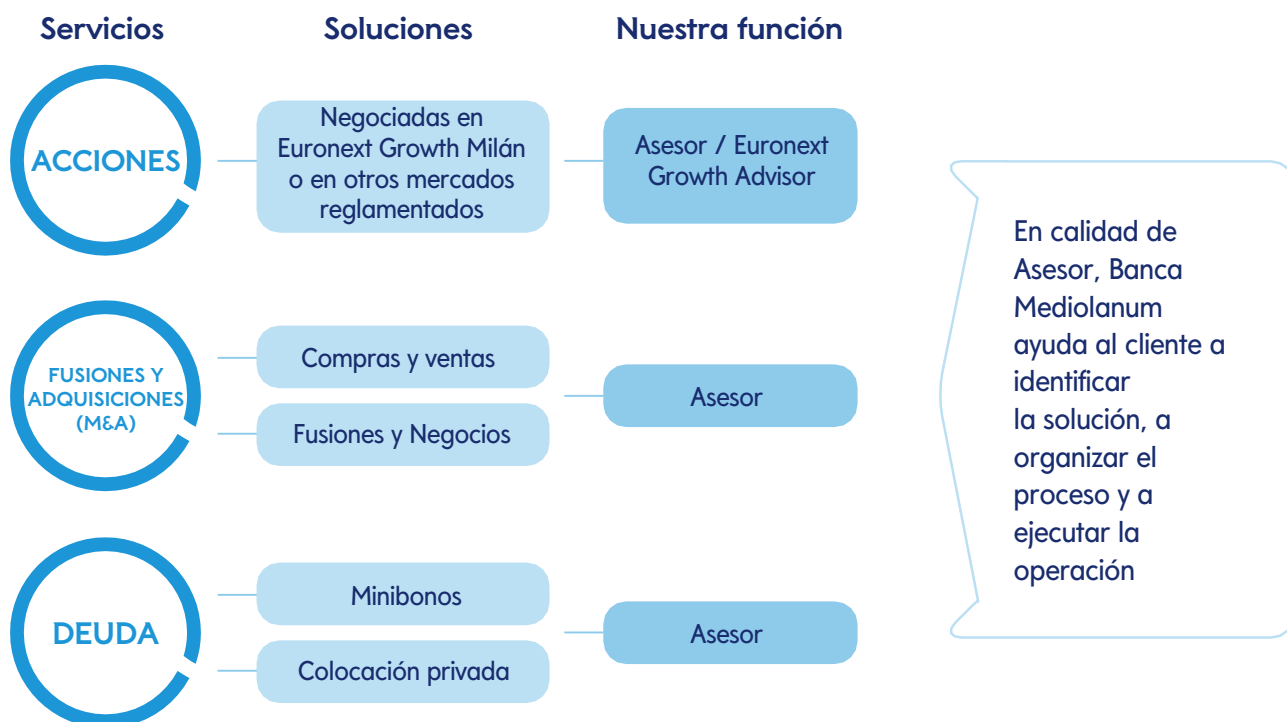 Servicios
Soluciones
Nuestra función
ACCIONES
Negociadas en
Euronext Growth Milán
o en otros mercados
reglamentados
Asesor / Euronext
Growth Advisor
FUSIONES Y
ADQUISICIONES
(M&A)
Compras y ventas
Fusiones y Negocios
Asesor
DEUDA
Minibonos
Colocación privada
Asesor
En calidad de
Asesor, Banca
Mediolanum
ayuda al cliente a
identificar
la solución, a
organizar el
proceso y a
ejecutar la
operación